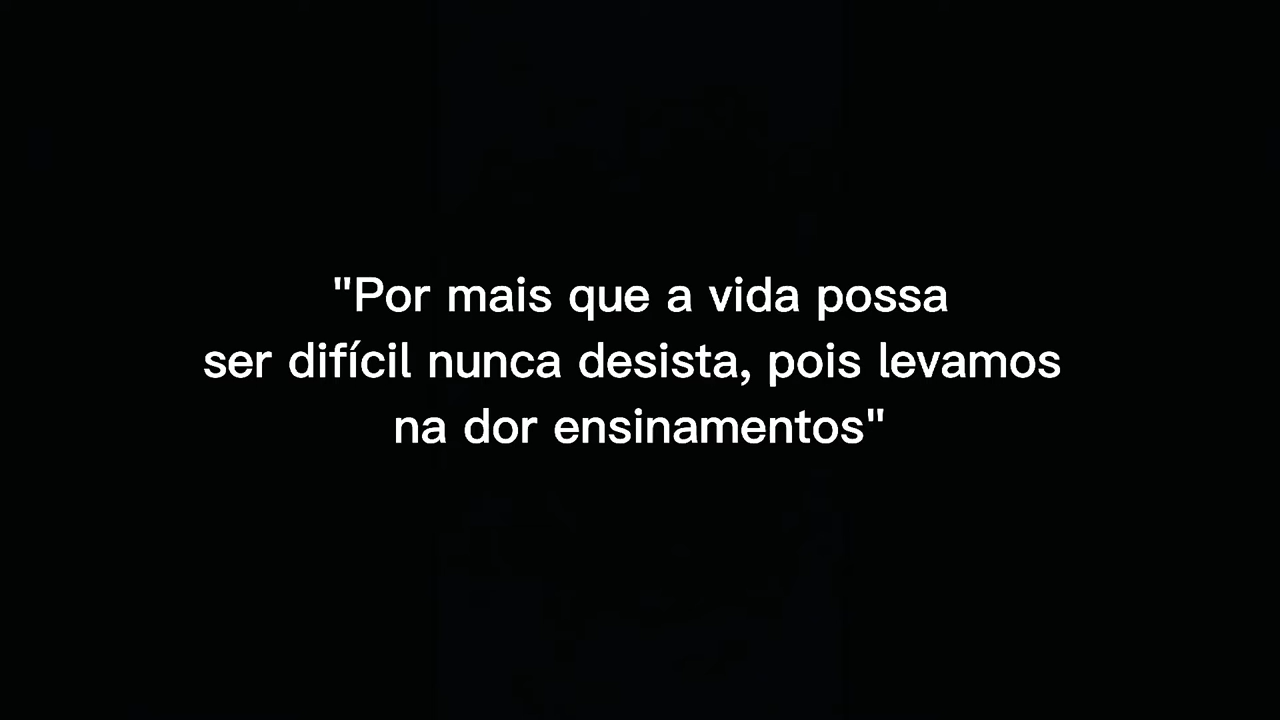 "Por mais que a vida possa
ser difícil nunca desista, pois levamos
na dor ensinamentos"